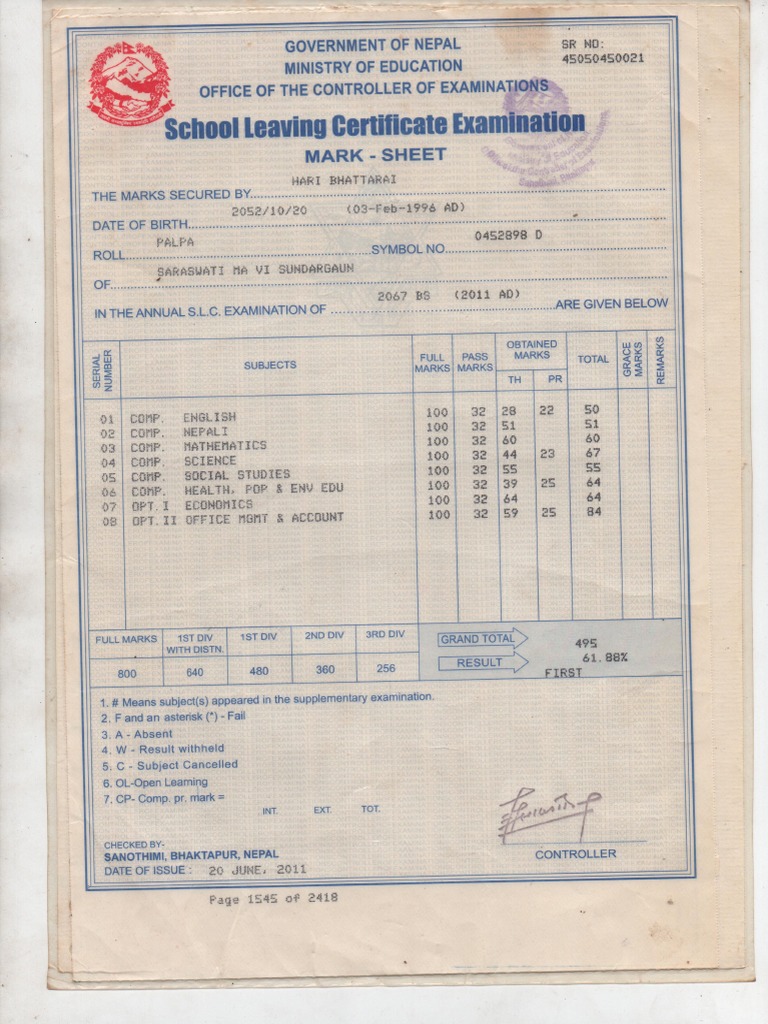 GOVERNMENT OF NEPAL
MINISTRY OF EDUCATION
OFFICE OF THE CONTROLLER OF EXAMINATIONS
SR NO:
45050450021
School Leaving Certificate Examination
MARK - SHEET
THE MARKS SECURED BY HARI BHATTARAI
DATE OF BIRTH 2052/10/20 (03-Feb-1996 AD)
ROLL PALPA SYMBOL NO. 0452898 D
OF SARASWATI MA VI SUNDARGAUN
IN THE ANNUAL S.L.C. EXAMINATION OF 2067 BS (2011 AD) ARE GIVEN BELOW
SERIAL NUMBER SUBJECTS FULL MARKS PASS MARKS OBTAINED MARKS TH PR TOTAL GRACE MARKS REMARKS
01 COMP. ENGLISH 100 32 28 22 50
02 COMP. NEPALI 100 32 51 51
03 COMP. MATHEMATICS 100 32 60 60
04 COMP. SCIENCE 100 32 44 23 67
05 COMP. SOCIAL STUDIES 100 32 55 55
06 COMP. HEALTH, POP & ENV EDU 100 32 39 25 64
07 OPT.I ECONOMICS 100 32 64 64
08 OPT.II OFFICE MGMT & ACCOUNT 100 32 59 25 84
FULL MARKS 1ST DIV WITH DISTN. 1ST DIV 2ND DIV 3RD DIV
800 640 480 360 256
GRAND TOTAL 495
61.88%
RESULT FIRST
1. # Means subject(s) appeared in the supplementary examination.
2. F and an asterisk (*) - Fail
3. A - Absent
4. W - Result withheld
5. C - Subject Cancelled
6. OL-Open Learning
7. CP- Comp. pr. mark =
INT. EXT. TOT.
CHECKED BY-
SANOTHIMI, BHAKTAPUR, NEPAL
DATE OF ISSUE : 20 JUNE, 2011
CONTROLLER
Page 1545 of 2418